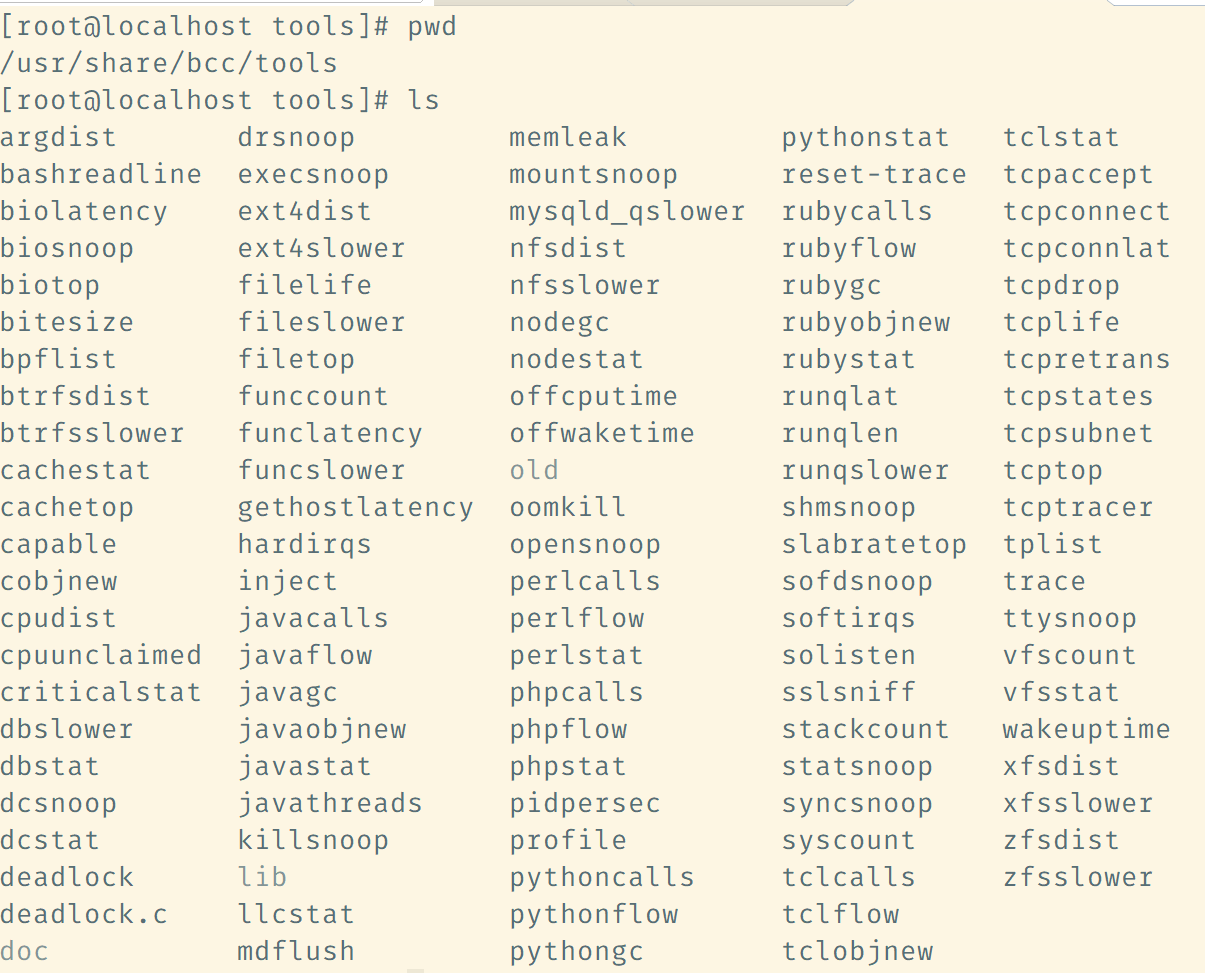 [root@localhost tools]# pwd
/usr/share/bcc/tools
[root@localhost tools]# ls
argdist drsnoop memleak pythonstat tclstat
bashreadline execsnoop mountsnoop reset-trace tcpaccept
biolatency ext4dist mysqld_qslower rubycalls tcpconnect
biosnoop ext4slower nfsdist rubyflow tcpconnlat
biotop filelife nfsslower rubygc tcpdrop
bitesize fileslower nodegc rubyobjnew tcplife
bpflist filetop nodestat rubystat tcpretrans
btrfsdist funccount offcputime runqlat tcpstates
btrfsslower funclatency offwaketime runqlen tcpsubnet
cachestat funcslower old runqslower tcptop
cachetop gethostlatency oomkill shmsnoop tcptracer
capable hardirqs opensnoop slabratetop tplist
cobjnew inject perlcalls sofdsnoop trace
cpudist javacalls perlflow softirqs ttysnoop
cpuunclaimed javaflow perlstat solisten vfscount
criticalstat javagc phpcalls sslsniff vfsstat
dbslower javaobjnew phpflow stackcount wakeuptime
dbstat javastat phpstat statsnoop xfsdist
dcsnoop javathreads pidpersec syncsnoop xfsslower
dcstat killsnoop profile syscount zfsdist
deadlock lib pythoncalls tclcalls zfsslower
deadlock.c llcstat pythonflow tclflow
doc mdflush pythongc tclobjnew